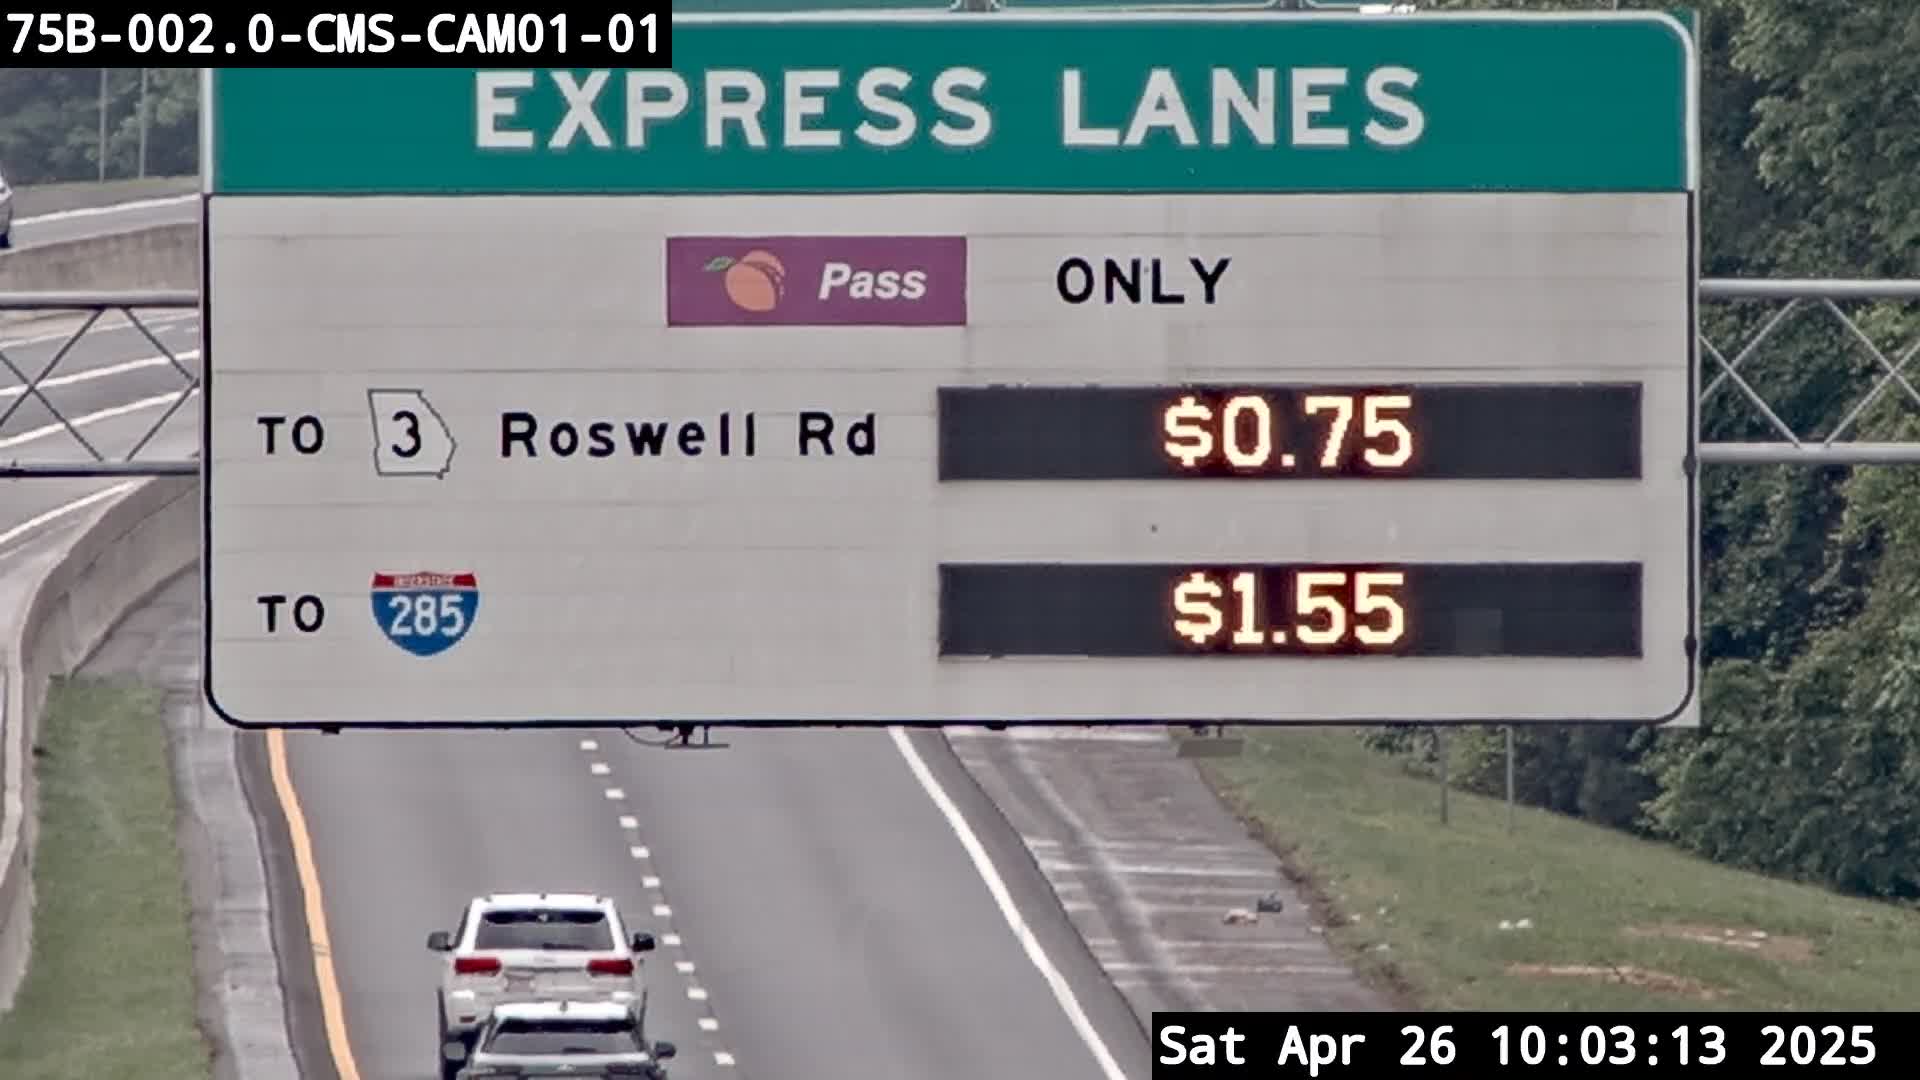 75B-002.0-CMS-CAM01-01
EXPRESS LANES
Pass ONLY
TO 3 Roswell Rd $0.75
TO INTERSTATE 285 $1.55
Sat Apr 26 10:03:13 2025